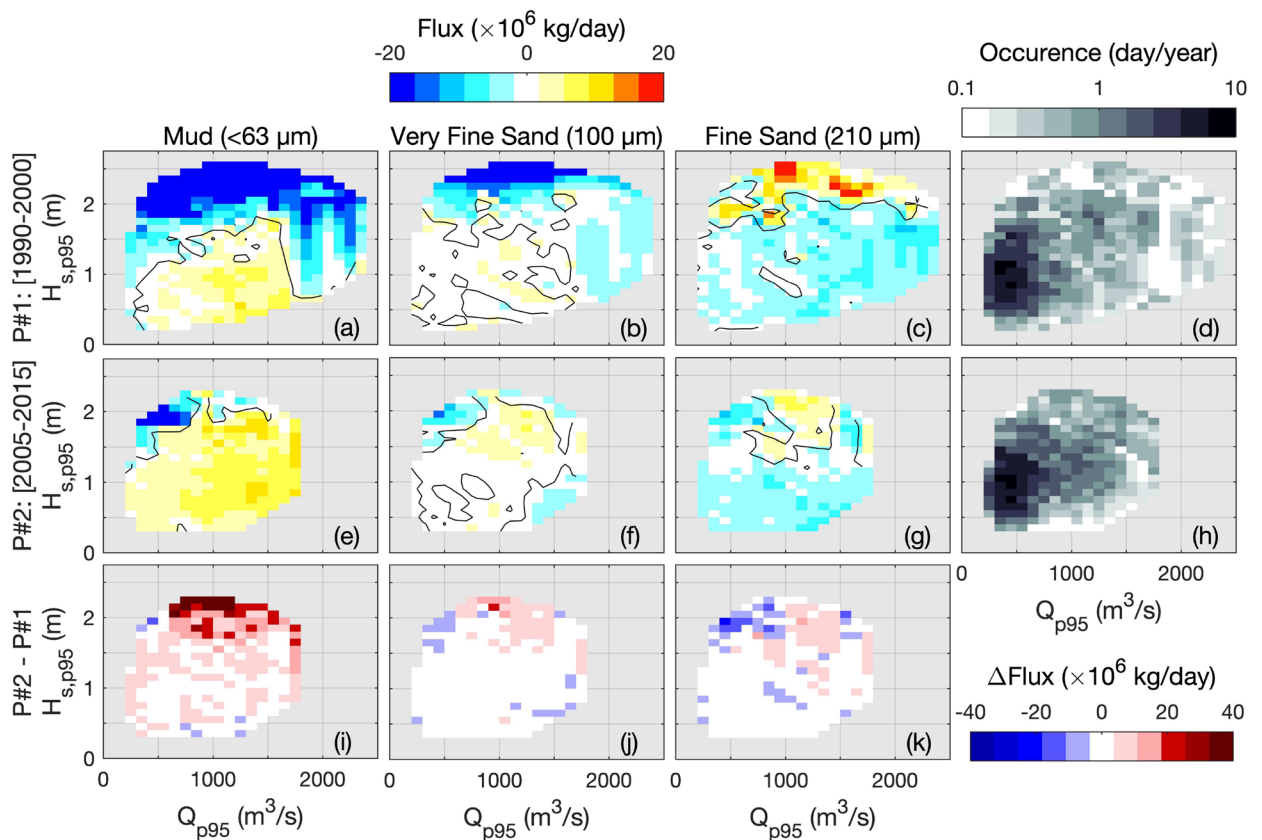 Flux (×10⁶ kg/day)
-20 0 20
Occurence (day/year)
0.1 1 10
Mud (<63 µm)
Very Fine Sand (100 µm)
Fine Sand (210 µm)
P#1: [1990-2000]
H_s,p95 (m)
2
1
0
(a)
(b)
(c)
(d)
P#2: [2005-2015]
H_s,p95 (m)
2
1
0
(e)
(f)
(g)
(h)
0 1000 2000
Q_p95 (m³/s)
P#2 - P#1
H_s,p95 (m)
2
1
0
(i)
(j)
(k)
ΔFlux (×10⁶ kg/day)
-40 -20 0 20 40
0 1000 2000
0 1000 2000
0 1000 2000
Q_p95 (m³/s)
Q_p95 (m³/s)
Q_p95 (m³/s)